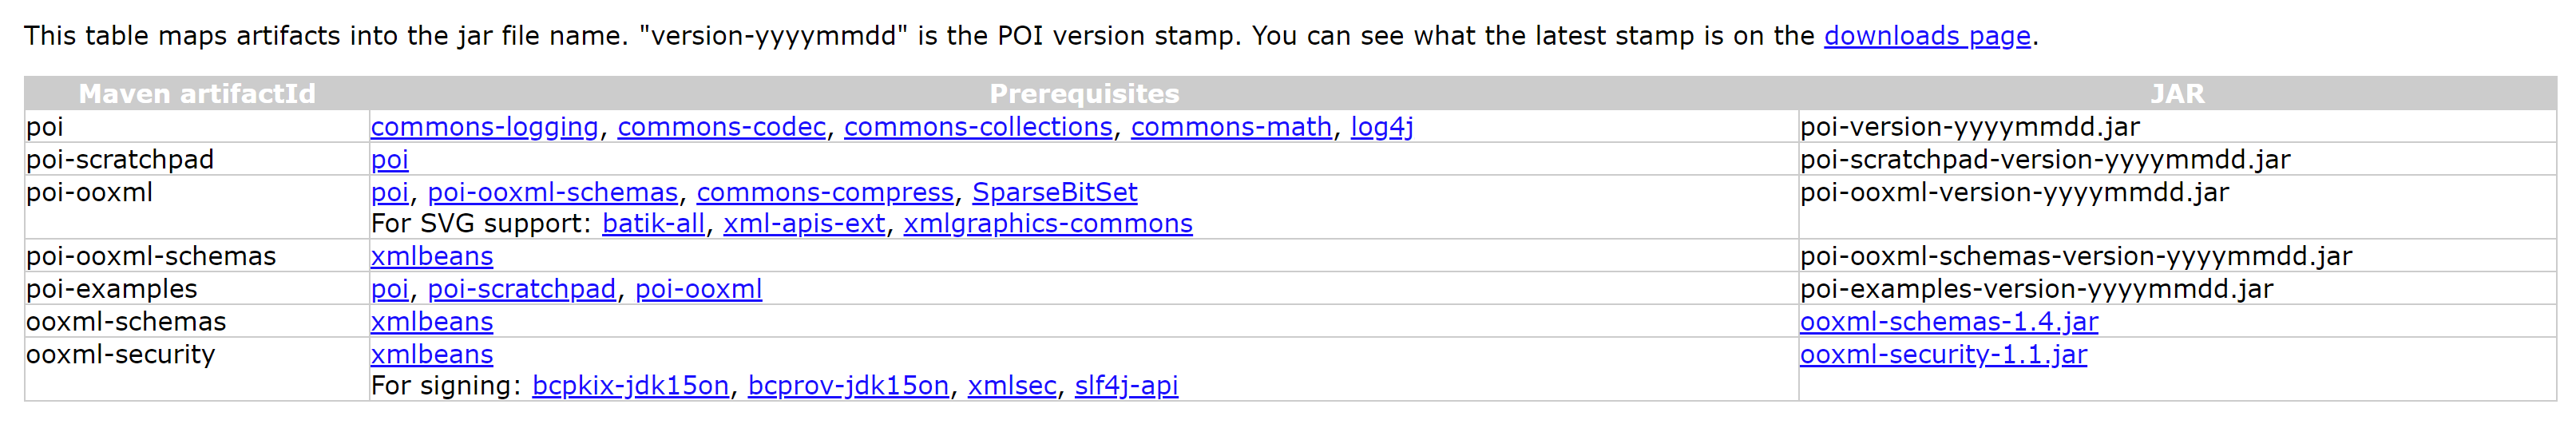 This table maps artifacts into the jar file name. "version-yyyymmdd" is the POI version stamp. You can see what the latest stamp is on the downloads page.
Maven artifactId Prerequisites JAR
poi commons-logging, commons-codec, commons-collections, commons-math, log4j poi-version-yyyymmdd.jar
poi-scratchpad poi poi-scratchpad-version-yyyymmdd.jar
poi-ooxml poi, poi-ooxml-schemas, commons-compress, SparseBitSet poi-ooxml-version-yyyymmdd.jar
For SVG support: batik-all, xml-apis-ext, xmlgraphics-commons
poi-ooxml-schemas xmlbeans poi-ooxml-schemas-version-yyyymmdd.jar
poi-examples poi, poi-scratchpad, poi-ooxml poi-examples-version-yyyymmdd.jar
ooxml-schemas xmlbeans ooxml-schemas-1.4.jar
ooxml-security xmlbeans ooxml-security-1.1.jar
For signing: bcpkix-jdk15on, bcprov-jdk15on, xmlsec, slf4j-api